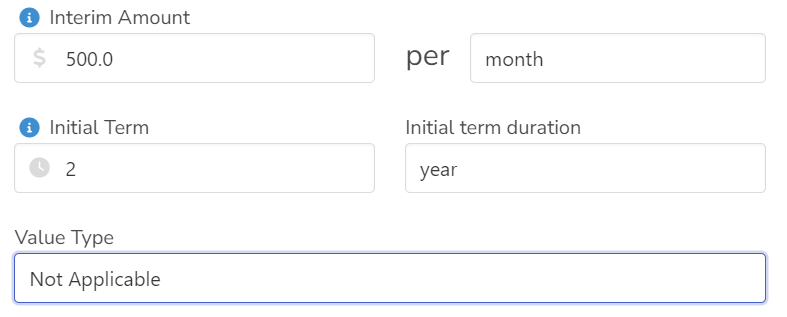 Interim Amount
$ 500.0 per month
Initial Term Initial term duration
2 year
Value Type
Not Applicable